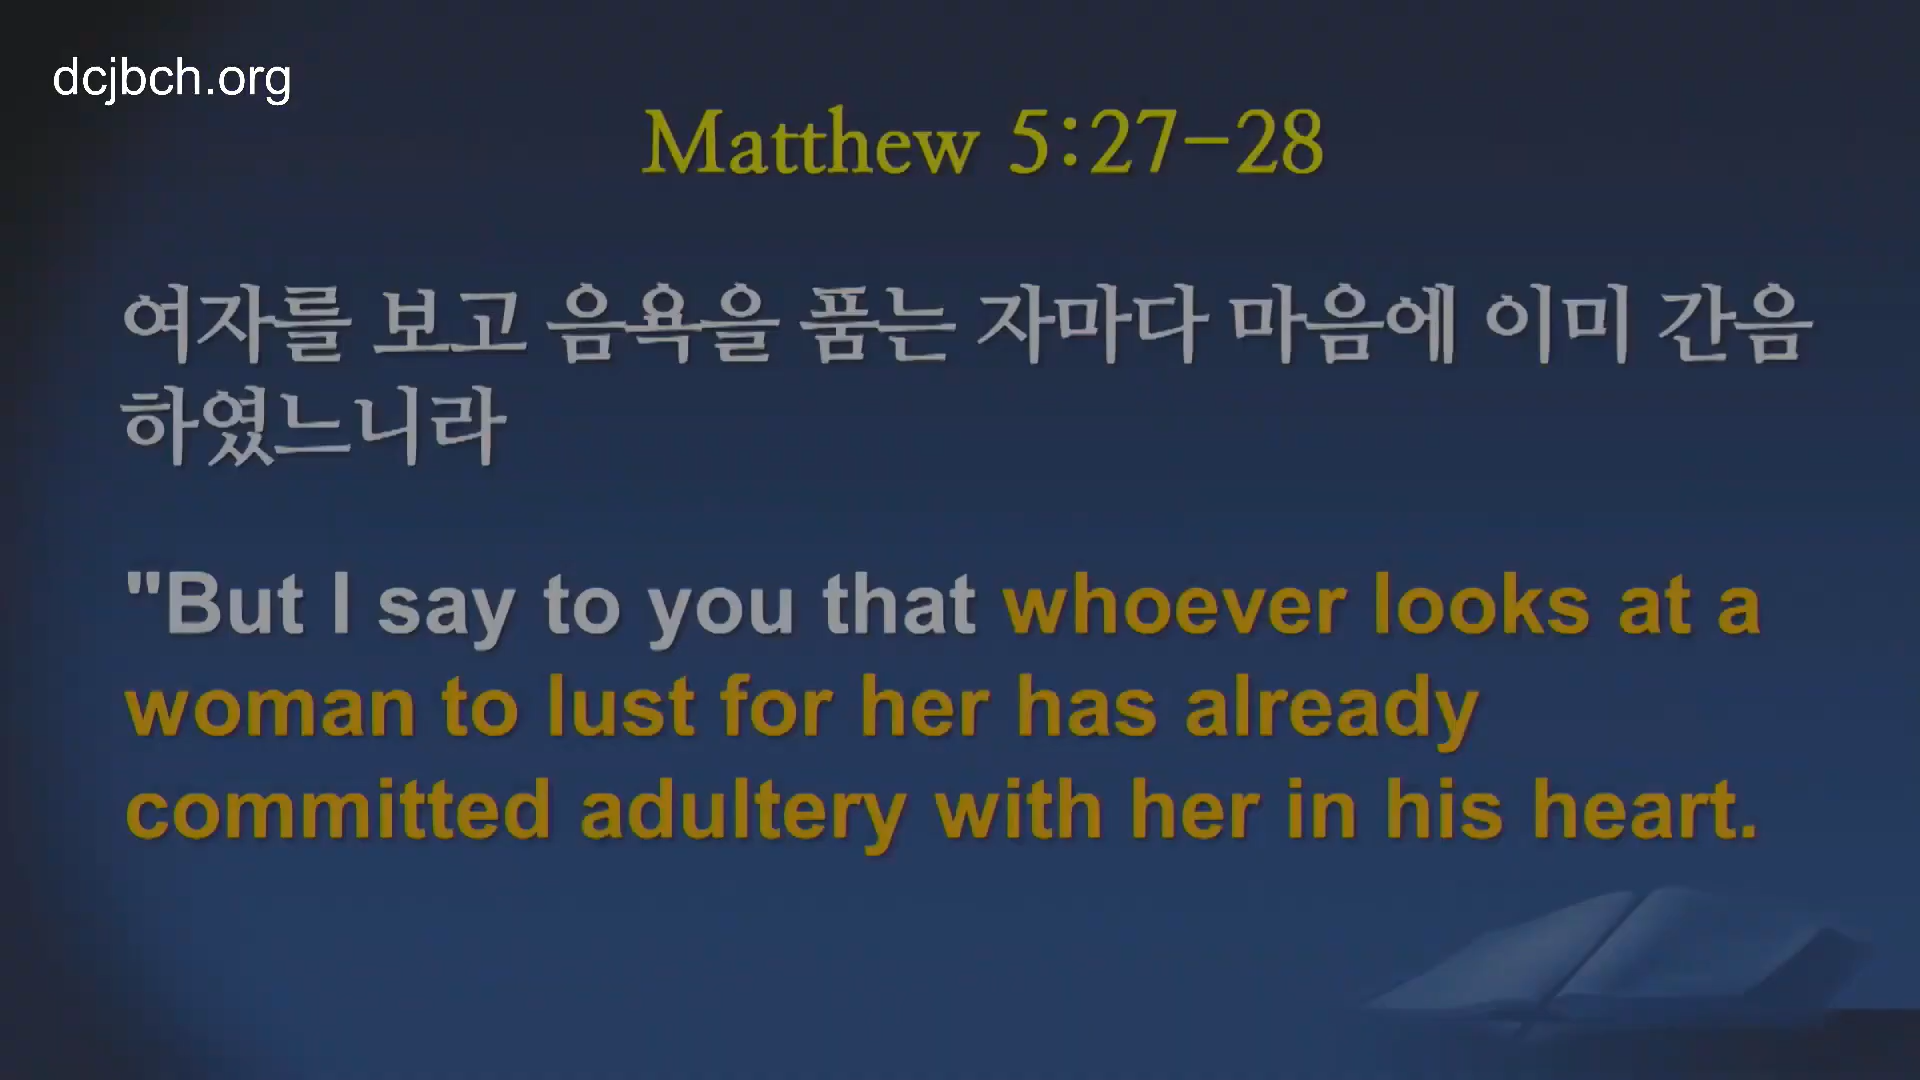 dcjbch.org
Matthew 5:27-28
여자를 보고 음욕을 품는 자마다 마음에 이미 간음
하였느니라
"But I say to you that whoever looks at a
woman to lust for her has already
committed adultery with her in his heart.